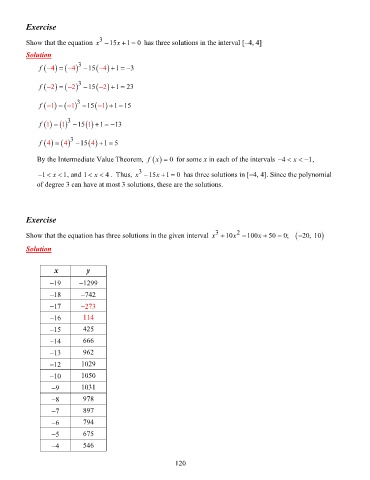 Exercise
Show that the equation x³ − 15x + 1 = 0 has three solutions in the interval [−4, 4]
Solution
f(−4) = (−4)³ − 15(−4) + 1 = −3
f(−2) = (−2)³ − 15(−2) + 1 = 23
f(−1) = (−1)³ − 15(−1) + 1 = 15
f(1) = (1)³ − 15(1) + 1 = −13
f(4) = (4)³ − 15(4) + 1 = 5
By the Intermediate Value Theorem, f(x) = 0 for some x in each of the intervals −4 < x < −1,
−1 < x < 1, and 1 < x < 4 . Thus, x³ − 15x + 1 = 0 has three solutions in [−4, 4]. Since the polynomial
of degree 3 can have at most 3 solutions, these are the solutions.
Exercise
Show that the equation has three solutions in the given interval x³ + 10x² − 100x + 50 = 0; (−20, 10)
Solution
x y
−19 −1299
−18 −742
−17 −273
−16 114
−15 425
−14 666
−13 962
−12 1029
−10 1050
−9 1031
−8 978
−7 897
−6 794
−5 675
−4 546
120